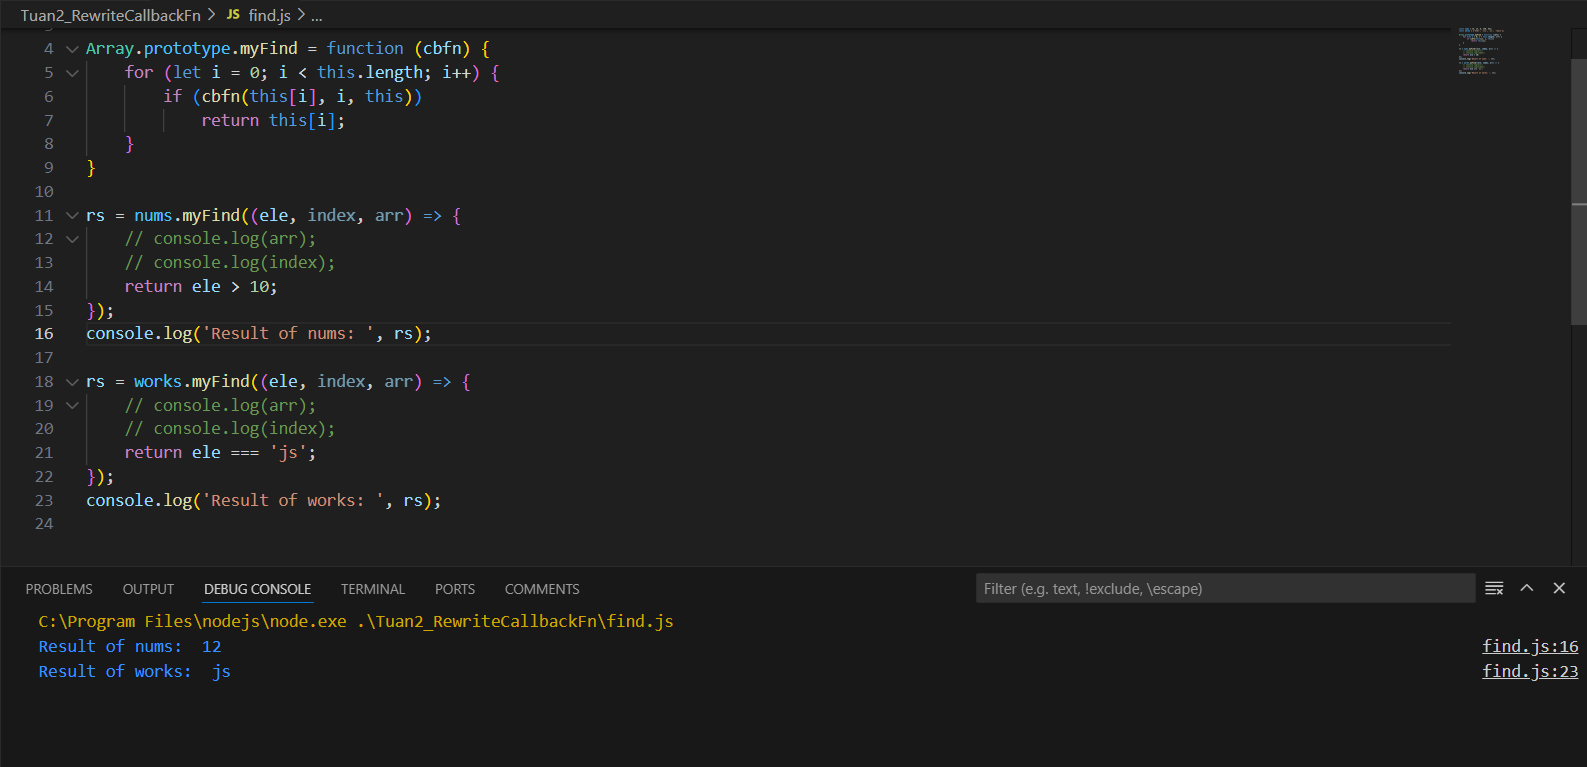 Tuan2_RewriteCallbackFn > JS find.js > ...
4 Array.prototype.myFind = function (cbfn) {
5     for (let i = 0; i < this.length; i++) {
6         if (cbfn(this[i], i, this))
7             return this[i];
8     }
9 }
10
11 rs = nums.myFind((ele, index, arr) => {
12     // console.log(arr);
13     // console.log(index);
14     return ele > 10;
15 });
16 console.log('Result of nums: ', rs);
17
18 rs = works.myFind((ele, index, arr) => {
19     // console.log(arr);
20     // console.log(index);
21     return ele === 'js';
22 });
23 console.log('Result of works: ', rs);
24
PROBLEMS OUTPUT DEBUG CONSOLE TERMINAL PORTS COMMENTS Filter (e.g. text, !exclude, \escape)
C:\Program Files\nodejs\node.exe .\Tuan2_RewriteCallbackFn\find.js
Result of nums:  12 find.js:16
Result of works:  js find.js:23